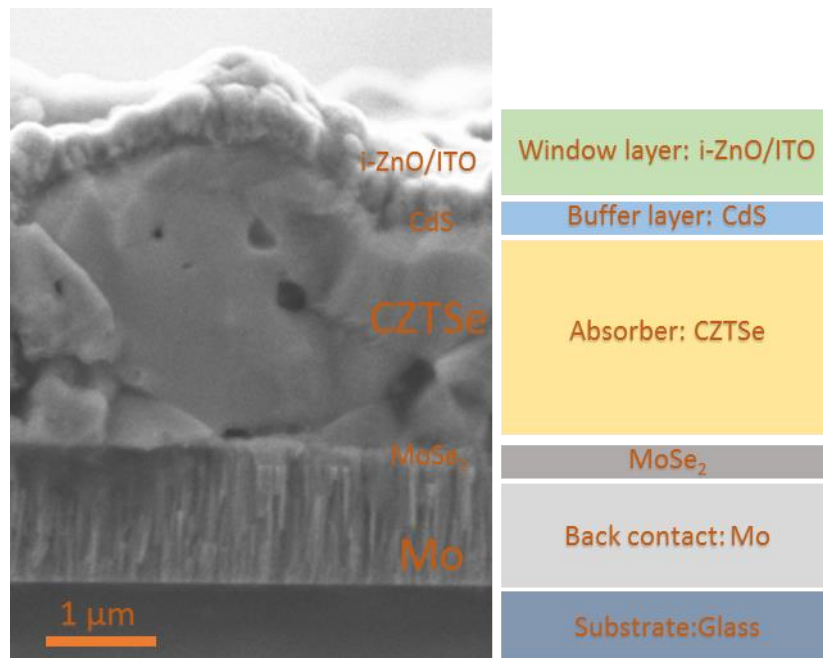 i-ZnO/ITO
CdS
CZTSe
MoSe₂
Mo
1 μm
Window layer: i-ZnO/ITO
Buffer layer: CdS
Absorber: CZTSe
MoSe₂
Back contact: Mo
Substrate:Glass